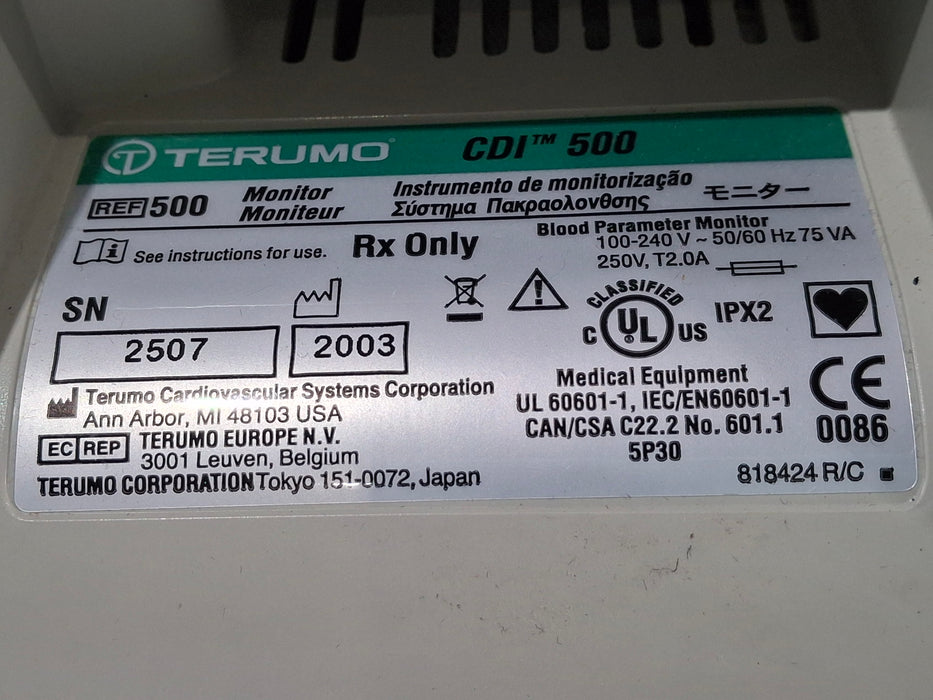 TERUMO® CDI™ 500
REF 500
Monitor
Moniteur
Instrumento de monitorização
Σύστημα Πακραολονθσης
モニター
i See instructions for use.
Rx Only
Blood Parameter Monitor
100-240 V ~ 50/60 Hz 75 VA
250V, T2.0A
SN
2507
2003
CLASSIFIED
C UL US
IPX2
Terumo Cardiovascular Systems Corporation
Ann Arbor, MI 48103 USA
EC REP TERUMO EUROPE N.V.
3001 Leuven, Belgium
TERUMO CORPORATION Tokyo 151-0072, Japan
Medical Equipment
UL 60601-1, IEC/EN60601-1
CAN/CSA C22.2 No. 601.1
5P30
CE
0086
818424 R/C